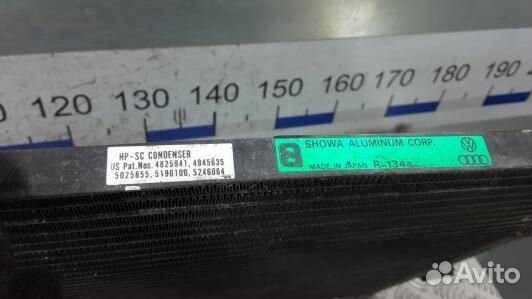 120 130 140 150 160 170 180 190
HP-SC CONDENSER
US Pat.Nos. 4825941, 4945635
5025855, 5190100, 5246064
SHOWA ALUMINUM CORP.
MADE IN JAPAN R-134a
Avito